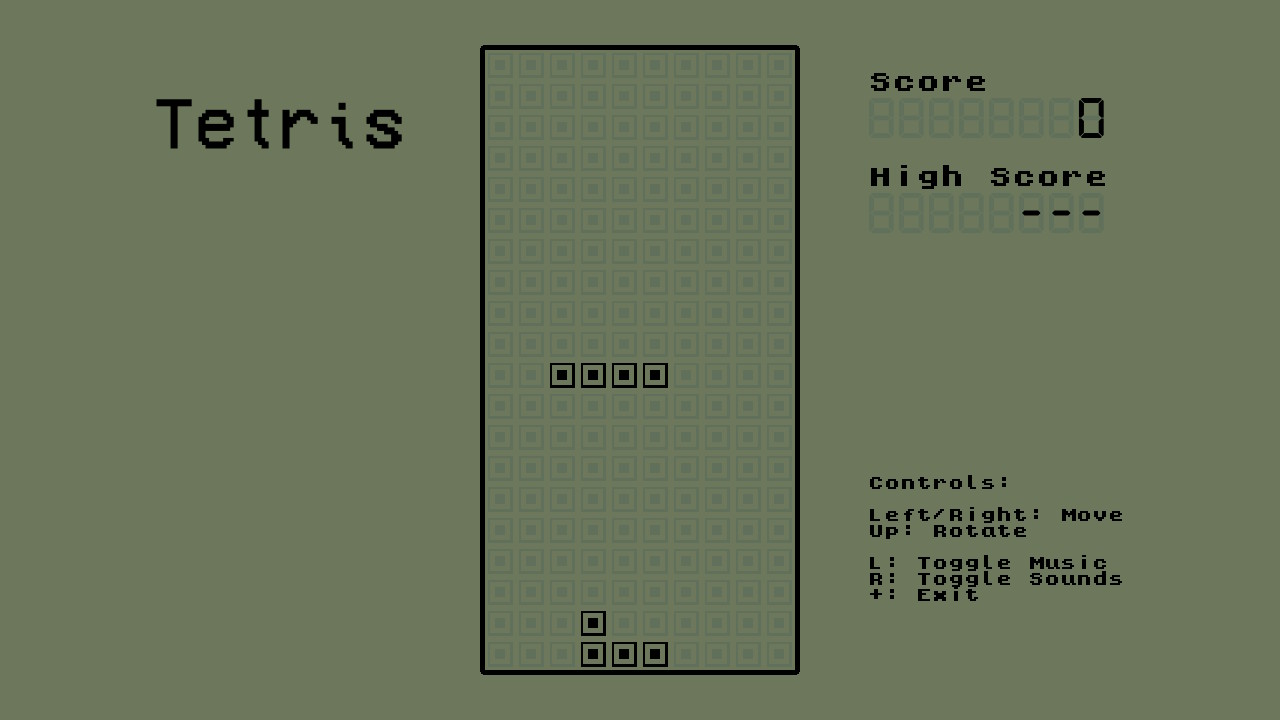 Tetris
Score
0
High Score
---
Controls:
Left/Right: Move
Up: Rotate
L: Toggle Music
R: Toggle Sounds
+: Exit